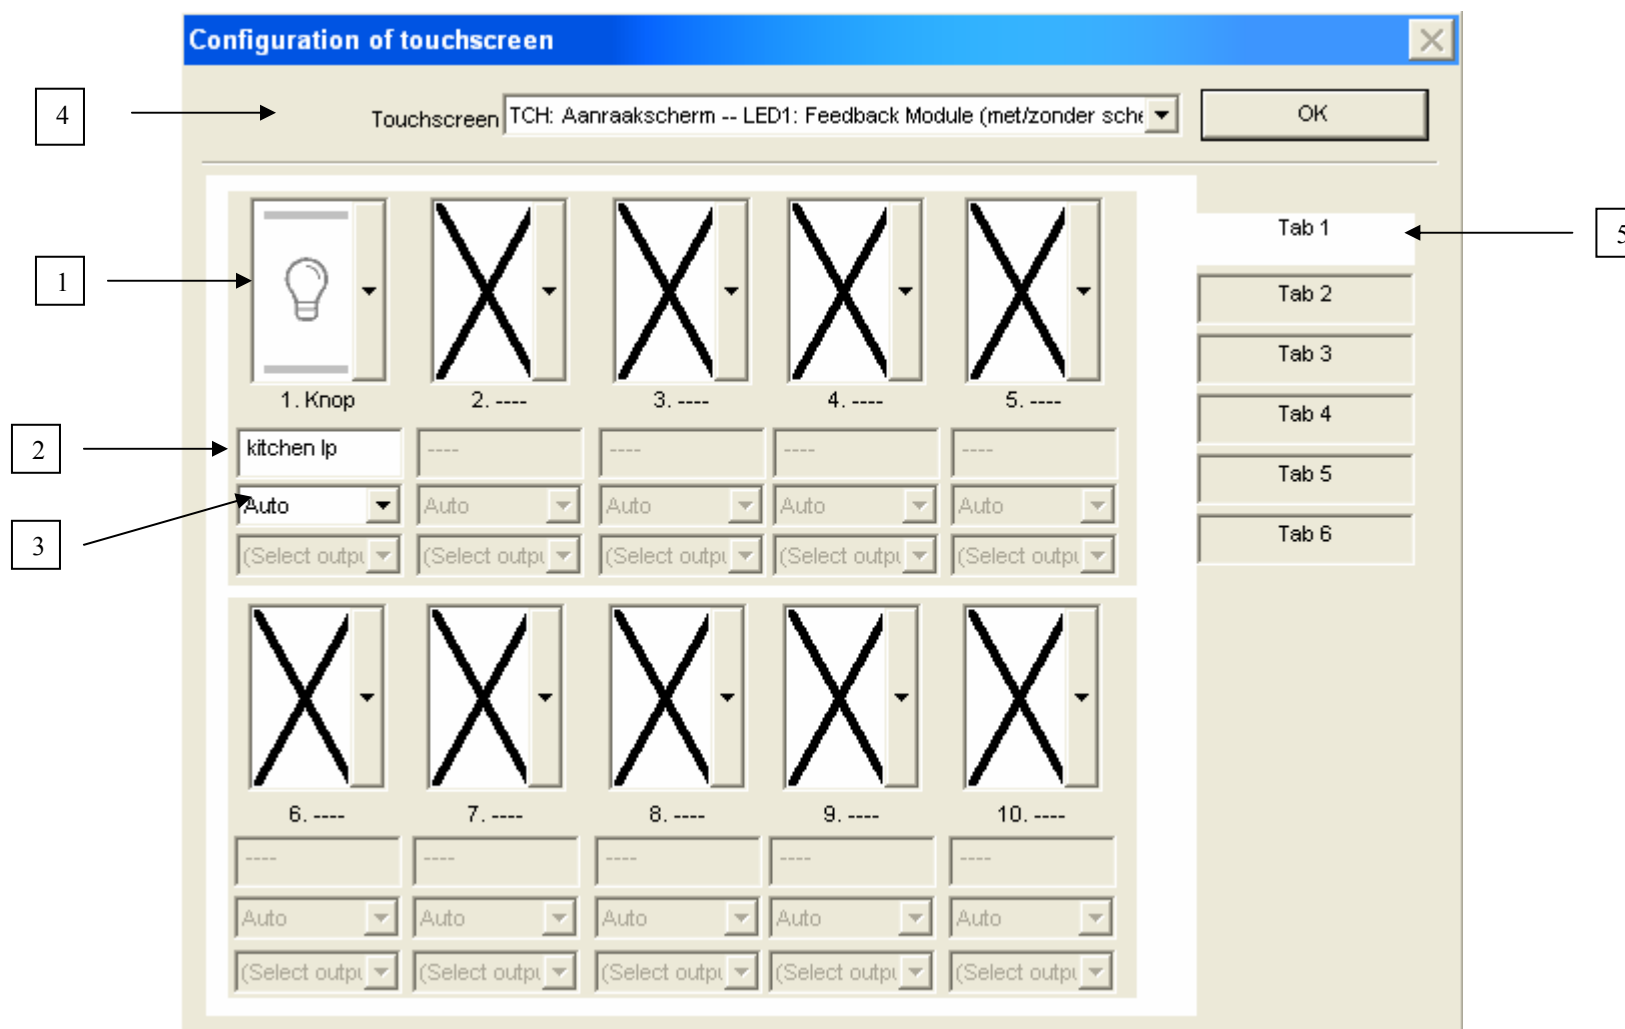 Configuration of touchscreen
4
Touchscreen TCH: Aanraakscherm -- LED1: Feedback Module (met/zonder sche
OK
Tab 1
5
Tab 2
Tab 3
Tab 4
Tab 5
Tab 6
1
1. Knop 2. ---- 3. ---- 4. ---- 5. ----
2
kitchen lp ---- ---- ---- ----
Auto Auto Auto Auto Auto
3
(Select outpu (Select outpu (Select outpu (Select outpu (Select outpu
6. ---- 7. ---- 8. ---- 9. ---- 10. ----
---- ---- ---- ---- ----
Auto Auto Auto Auto Auto
(Select outpu (Select outpu (Select outpu (Select outpu (Select outpu